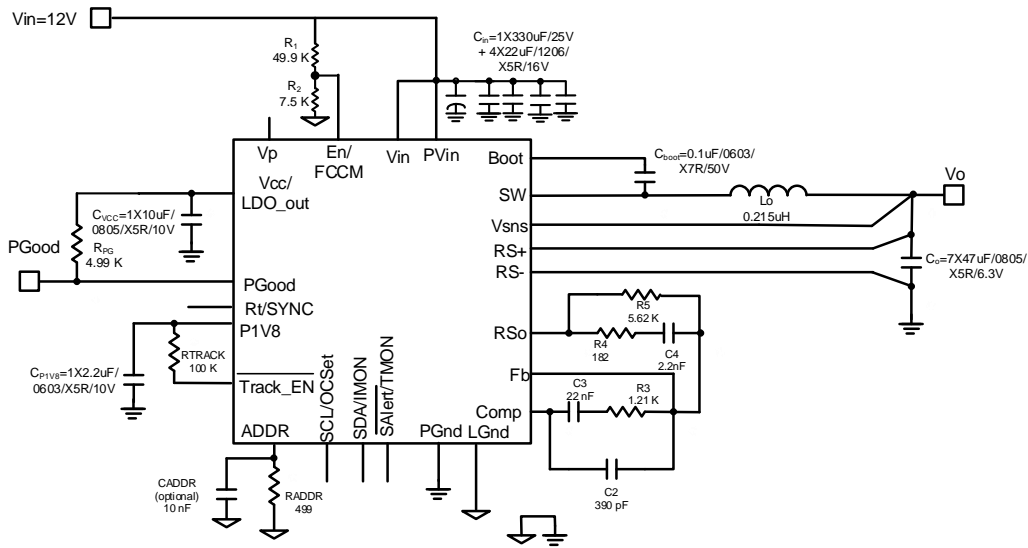 Vin=12V
R1
49.9 K
R2
7.5 K
Cin=1X330uF/25V
+ 4X22uF/1206/
X5R/16V
Vp
En/
FCCM
Vin
PVin
Boot
Cboot=0.1uF/0603/
X7R/50V
Vcc/
LDO_out
SW
Lo
0.215uH
Vo
CVCC=1X10uF/
0805/X5R/10V
Vsns
PGood
RPG
4.99 K
RS+
RS-
Co=7X47uF/0805/
X5R/6.3V
PGood
Rt/SYNC
P1V8
R5
5.62 K
RSo
R4
182
C4
2.2nF
RTRACK
100 K
CP1V8=1X2.2uF/
0603/X5R/10V
Track_EN
Fb
C3
22 nF
R3
1.21 K
Comp
ADDR
SCL/OCSet
SDA/IMON
SAlert/TMON
PGnd
LGnd
CADDR
(optional)
10 nF
RADDR
499
C2
390 pF